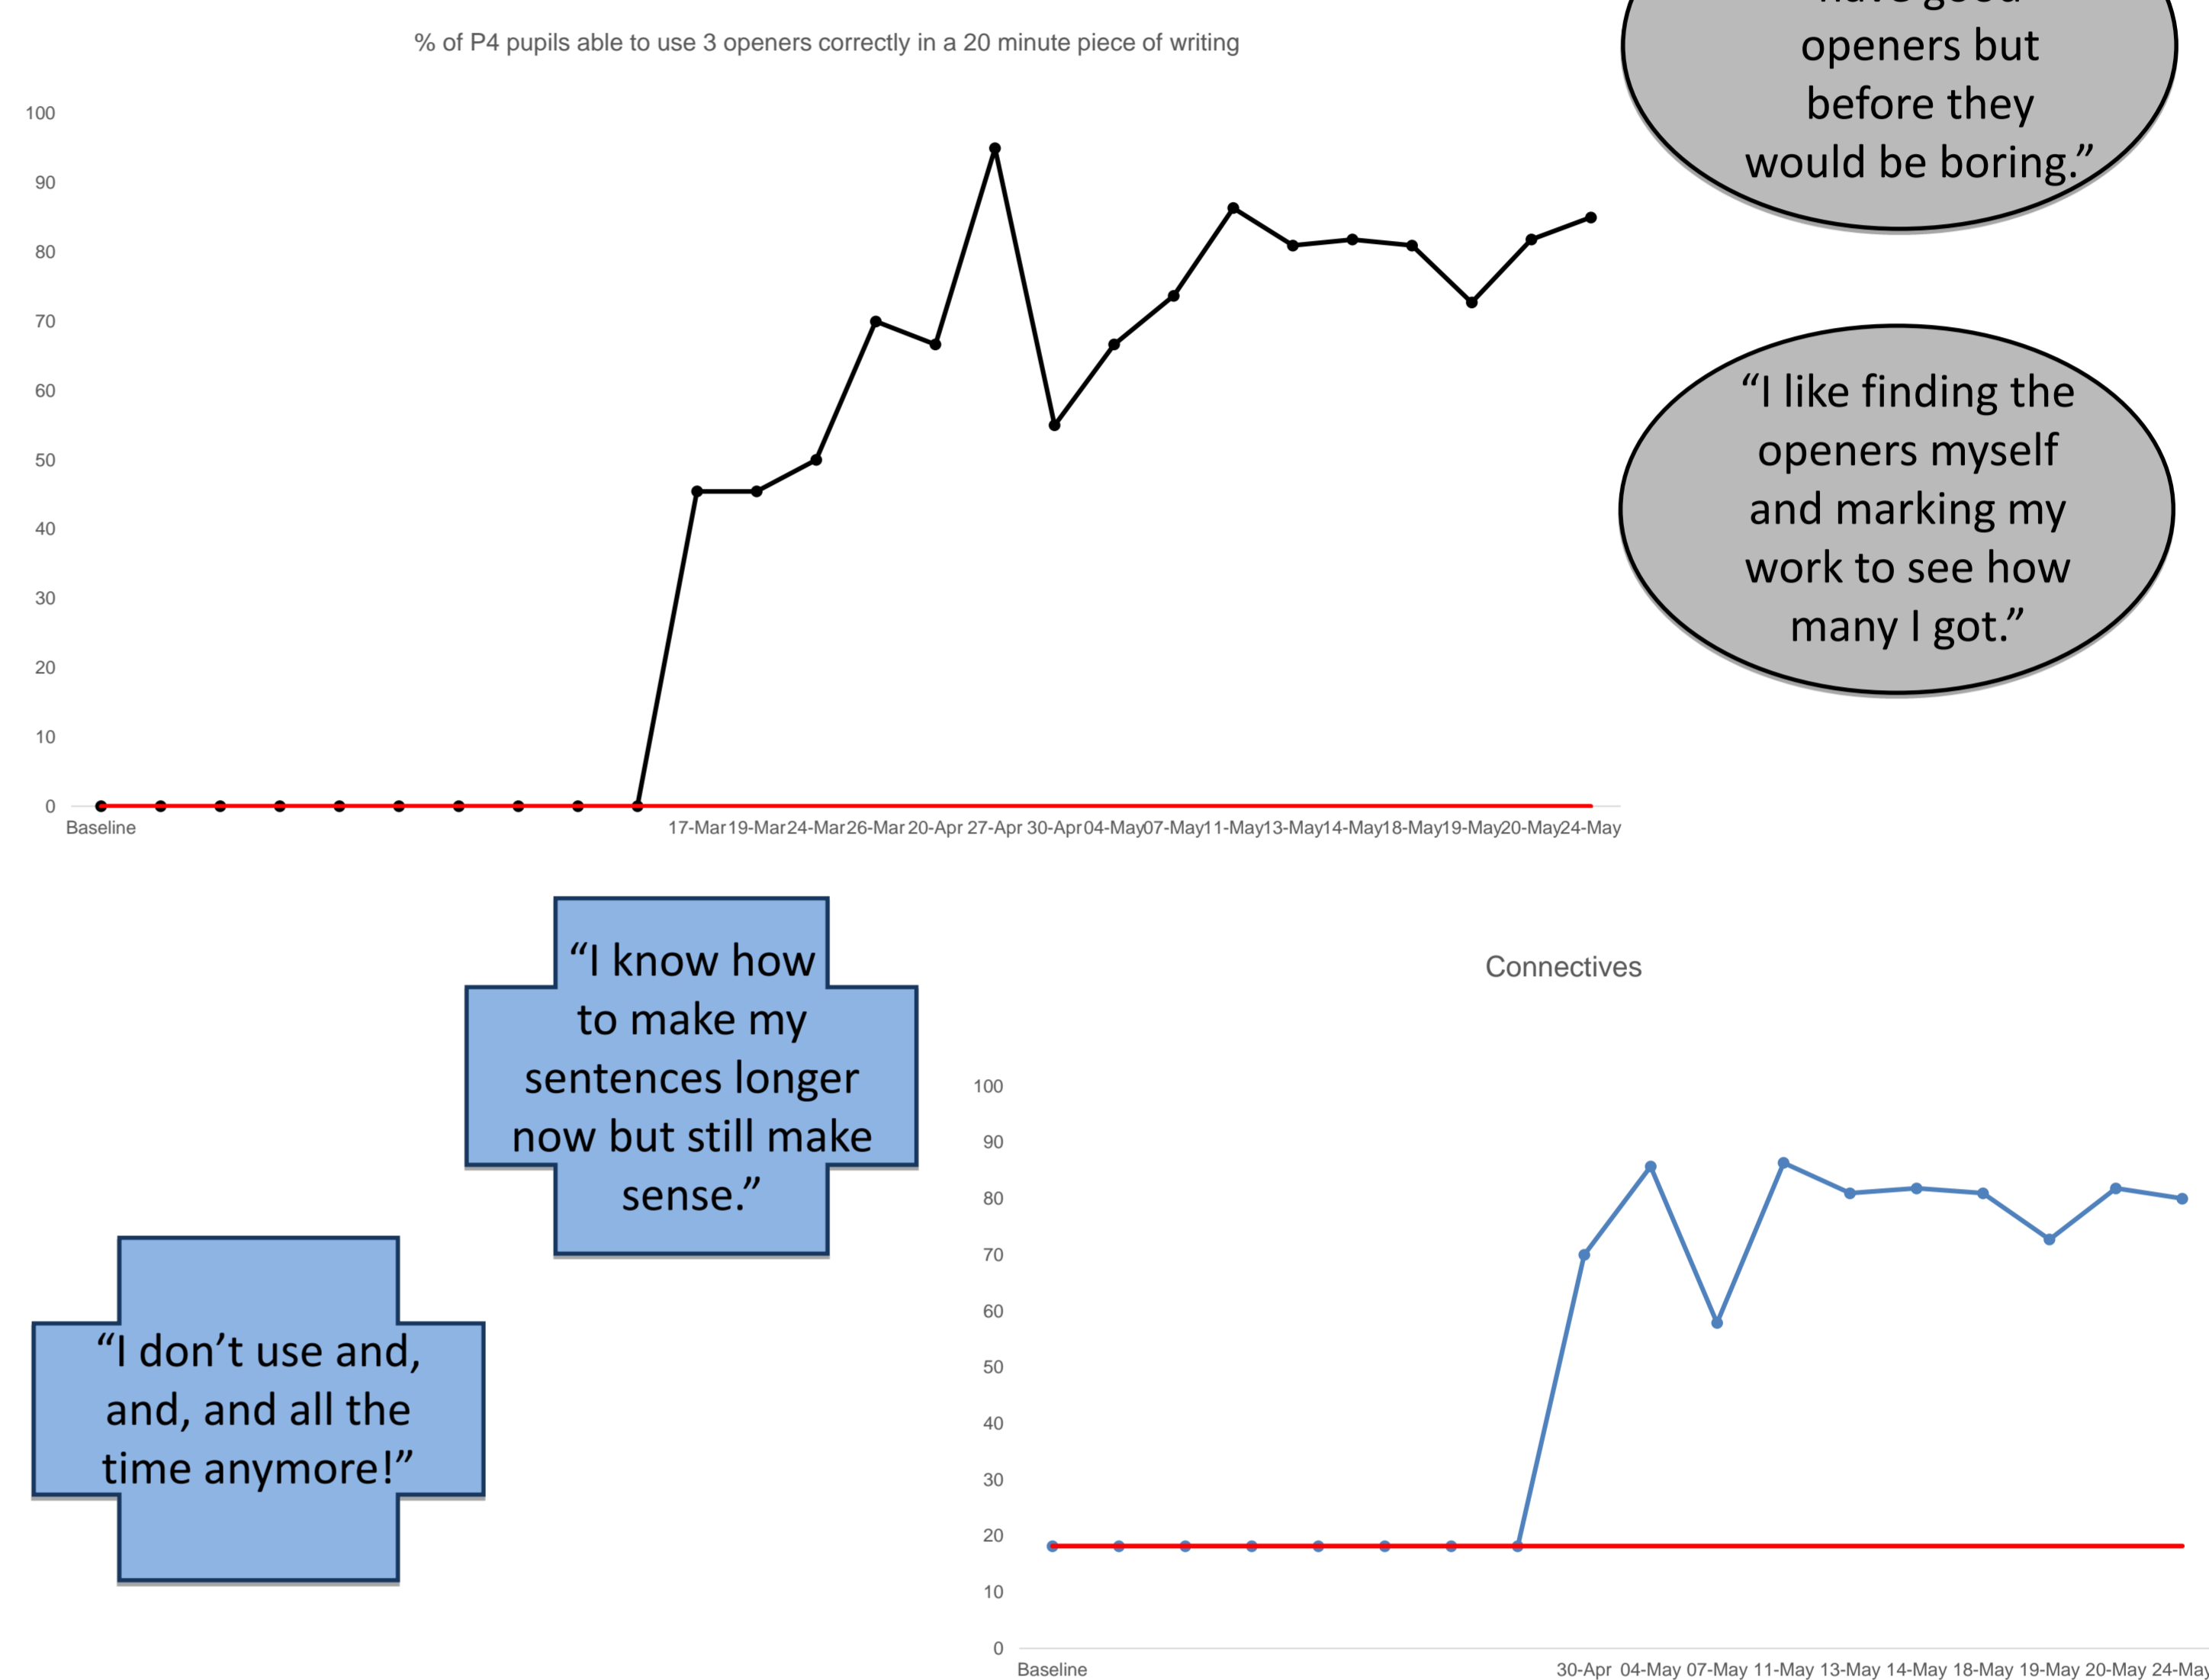 % of P4 pupils able to use 3 openers correctly in a 20 minute piece of writing
100
90
80
70
60
50
40
30
20
10
0
Baseline
17-Mar 19-Mar 24-Mar 26-Mar 20-Apr 27-Apr 30-Apr 04-May 07-May 11-May 13-May 14-May 18-May 19-May 20-May 24-May
have good
openers but
before they
would be boring.”
“I like finding the
openers myself
and marking my
work to see how
many I got.”
“I know how
to make my
sentences longer
now but still make
sense.”
“I don’t use and,
and, and all the
time anymore!”
Connectives
100
90
80
70
60
50
40
30
20
10
0
Baseline
30-Apr 04-May 07-May 11-May 13-May 14-May 18-May 19-May 20-May 24-May